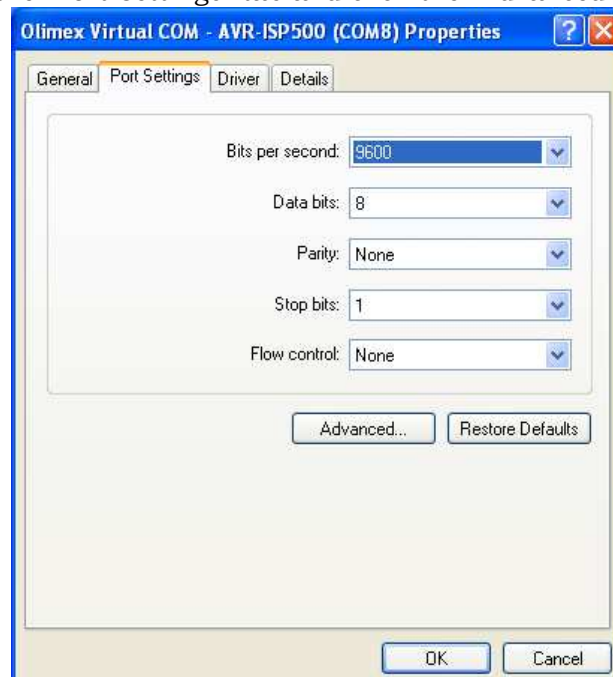 Olimex Virtual COM - AVR-ISP500 (COM8) Properties
General Port Settings Driver Details
Bits per second: 9600
Data bits: 8
Parity: None
Stop bits: 1
Flow control: None
Advanced... Restore Defaults
OK Cancel